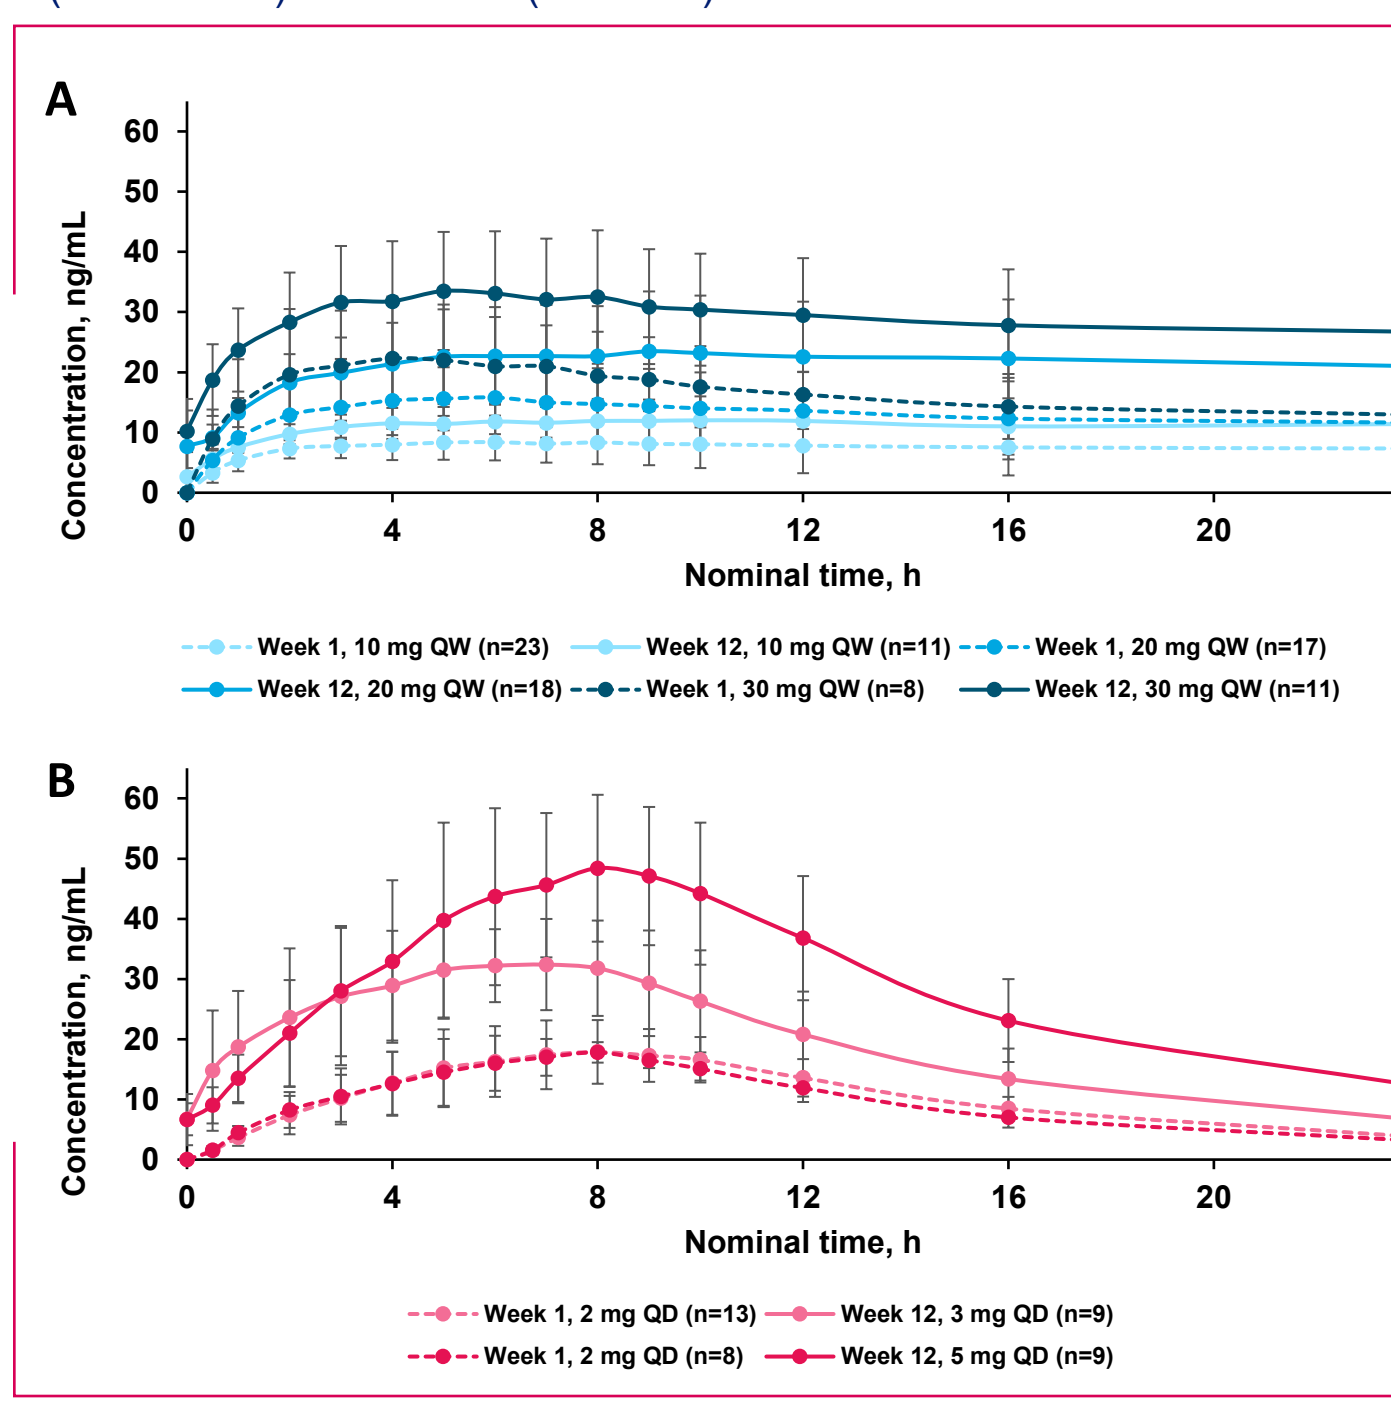 A
60
50
40
30
20
10
0
Concentration, ng/mL
0 4 8 12 16 20
Nominal time, h
Week 1, 10 mg QW (n=23) Week 12, 10 mg QW (n=11) Week 1, 20 mg QW (n=17)
Week 12, 20 mg QW (n=18) Week 1, 30 mg QW (n=8) Week 12, 30 mg QW (n=11)
B
60
50
40
30
20
10
0
Concentration, ng/mL
0 4 8 12 16 20
Nominal time, h
Week 1, 2 mg QD (n=13) Week 12, 3 mg QD (n=9)
Week 1, 2 mg QD (n=8) Week 12, 5 mg QD (n=9)